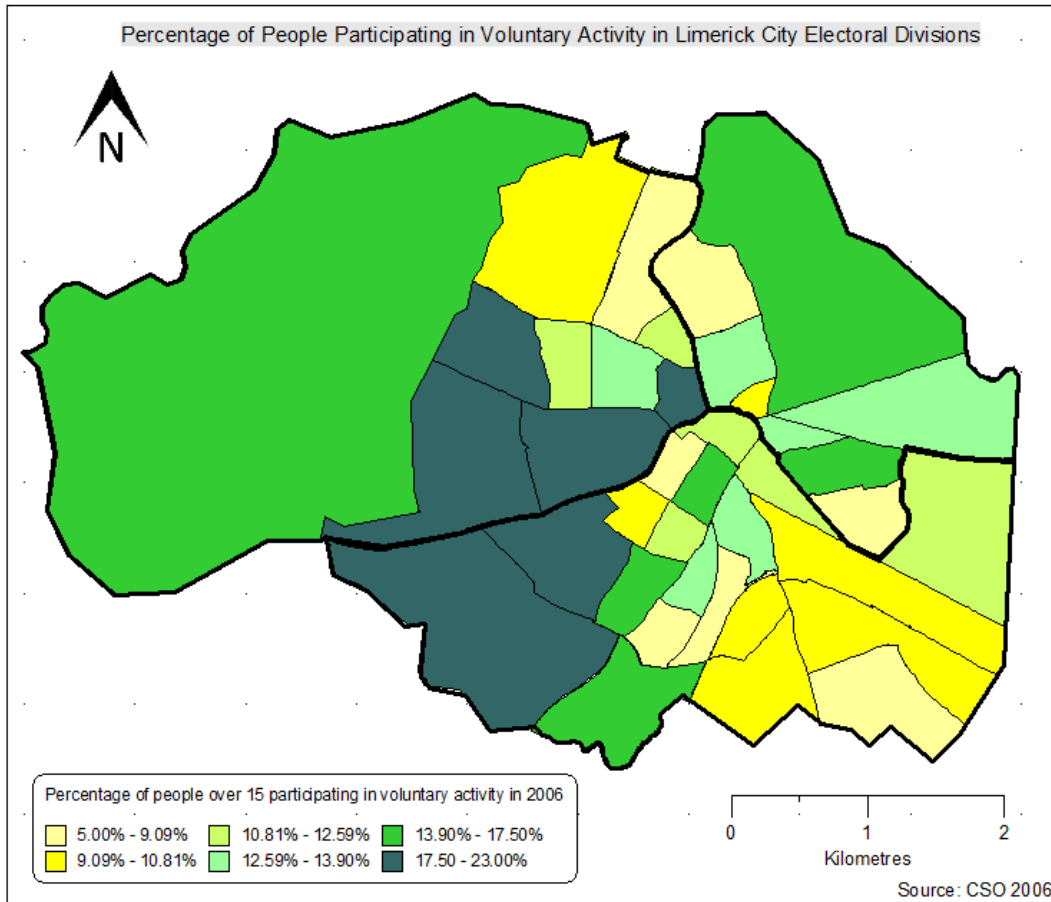 Percentage of People Participating in Voluntary Activity in Limerick City Electoral Divisions
N
Percentage of people over 15 participating in voluntary activity in 2006
5.00% - 9.09% 10.81% - 12.59% 13.90% - 17.50%
9.09% - 10.81% 12.59% - 13.90% 17.50 - 23.00%
0 1 2
Kilometres
Source: CSO 2006